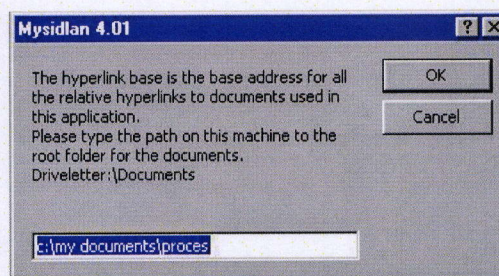 Mysidlan 4.01
The hyperlink base is the base address for all
the relative hyperlinks to documents used in
this application.
Please type the path on this machine to the
root folder for the documents.
Driveletter:\Documents
OK
Cancel
c:\my documents\proces